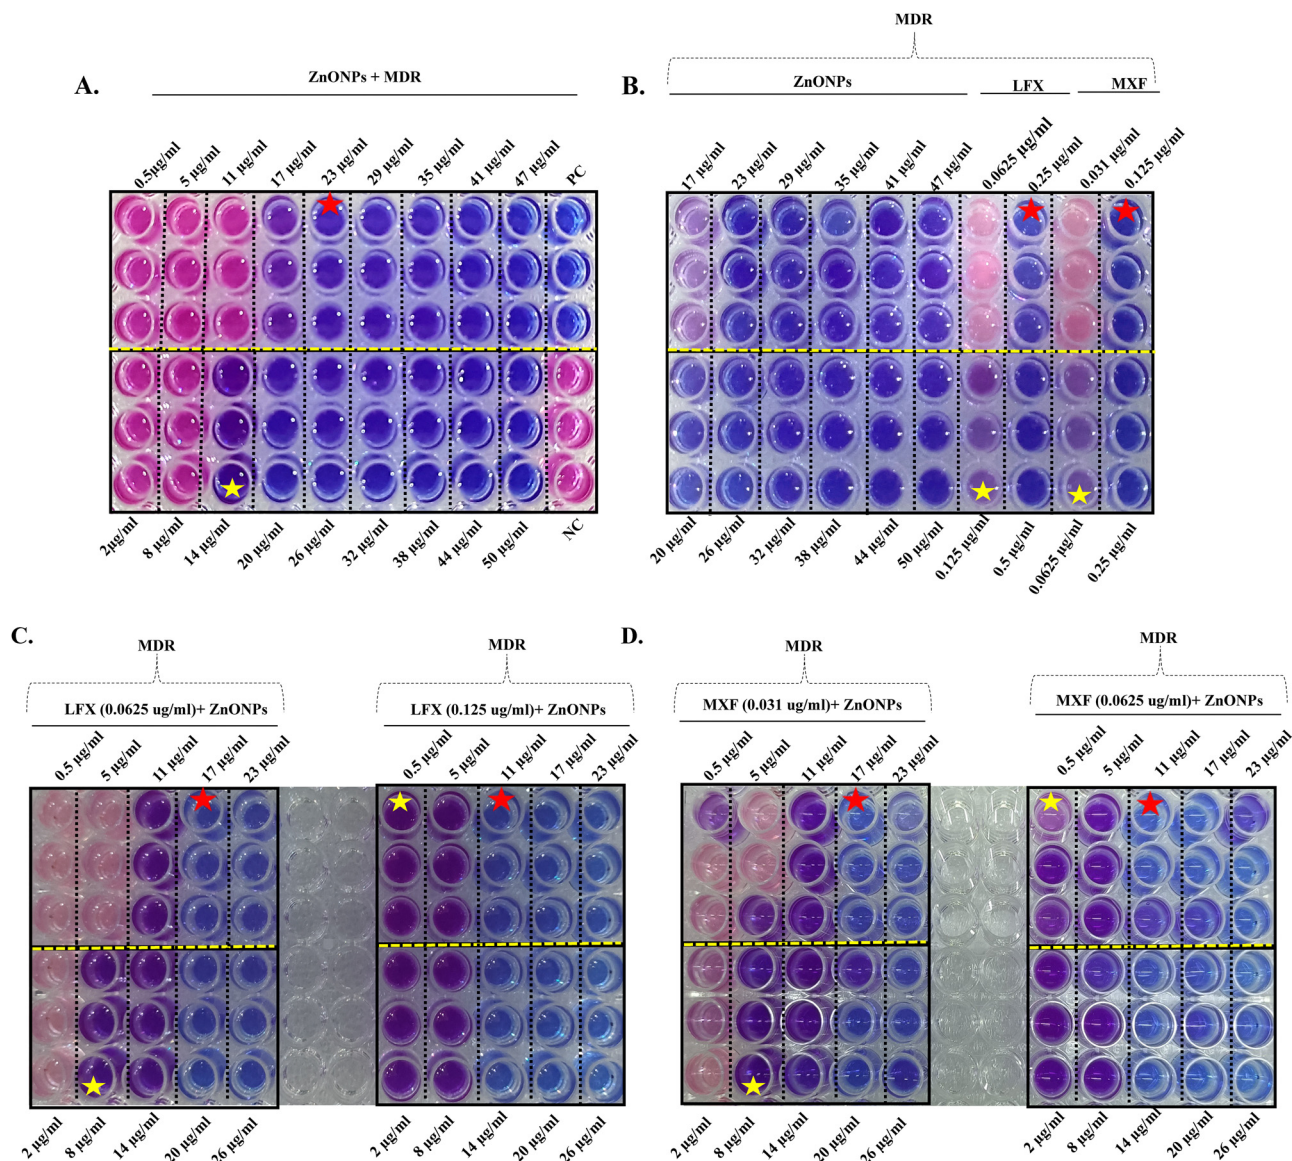 MDR
A.
ZnONPs + MDR
B.
ZnONPs
LFX
MXF
0.5µg/ml
5 µg/ml
11 µg/ml
17 µg/ml
23 µg/ml
29 µg/ml
35 µg/ml
41 µg/ml
47 µg/ml
PC
17 µg/ml
23 µg/ml
29 µg/ml
35 µg/ml
41 µg/ml
47 µg/ml
0.0625 µg/ml
0.25 µg/ml
0.031 µg/ml
0.125 µg/ml
2µg/ml
8 µg/ml
14 µg/ml
20 µg/ml
26 µg/ml
32 µg/ml
38 µg/ml
44 µg/ml
50 µg/ml
NC
20 µg/ml
26 µg/ml
32 µg/ml
38 µg/ml
44 µg/ml
50 µg/ml
0.125 µg/ml
0.5 µg/ml
0.0625 µg/ml
0.25 µg/ml
C.
MDR
MDR
D.
MDR
MDR
LFX (0.0625 ug/ml)+ ZnONPs
LFX (0.125 ug/ml)+ ZnONPs
MXF (0.031 ug/ml)+ ZnONPs
MXF (0.0625 ug/ml)+ ZnONPs
0.5 µg/ml
5 µg/ml
11 µg/ml
17 µg/ml
23 µg/ml
0.5 µg/ml
5 µg/ml
11 µg/ml
17 µg/ml
23 µg/ml
0.5 µg/ml
5 µg/ml
11 µg/ml
17 µg/ml
23 µg/ml
0.5 µg/ml
5 µg/ml
11 µg/ml
17 µg/ml
23 µg/ml
2 µg/ml
8 µg/ml
14 µg/ml
20 µg/ml
26 µg/ml
2 µg/ml
8 µg/ml
14 µg/ml
20 µg/ml
26 µg/ml
2 µg/ml
8 µg/ml
14 µg/ml
20 µg/ml
26 µg/ml
2 µg/ml
8 µg/ml
14 µg/ml
20 µg/ml
26 µg/ml